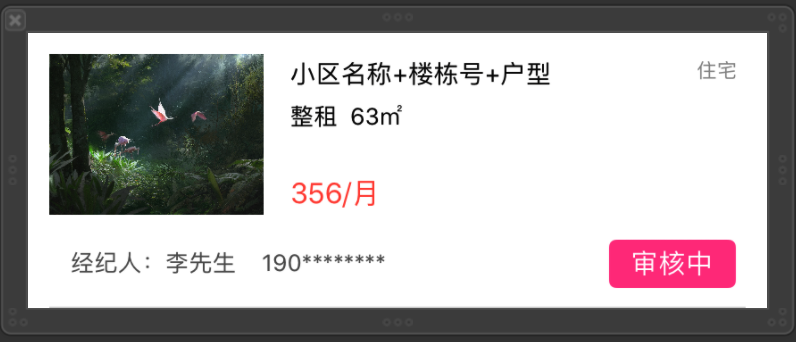 小区名称+楼栋号+户型
住宅
整租 63㎡
356/月
经纪人：李先生 190********
审核中